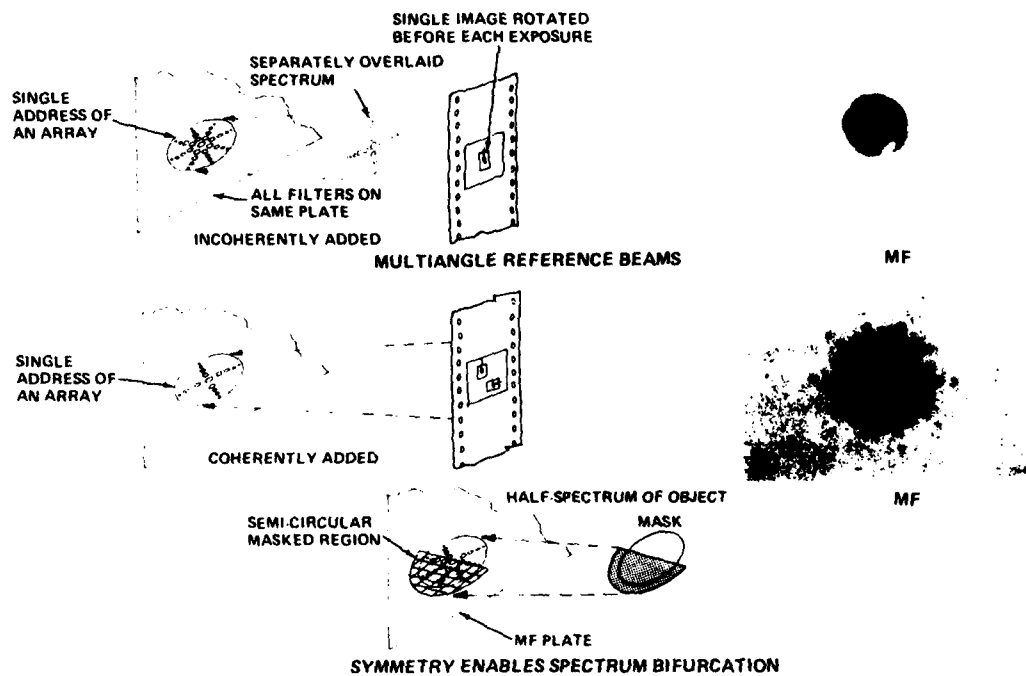 SINGLE IMAGE ROTATED
BEFORE EACH EXPOSURE
SEPARATELY OVERLAID
SPECTRUM
SINGLE
ADDRESS OF
AN ARRAY
ALL FILTERS ON
SAME PLATE
INCOHERENTLY ADDED
MULTIANGLE REFERENCE BEAMS
MF
SINGLE
ADDRESS OF
AN ARRAY
COHERENTLY ADDED
MF
HALF-SPECTRUM OF OBJECT
MASK
SEMI-CIRCULAR
MASKED REGION
MF PLATE
SYMMETRY ENABLES SPECTRUM BIFURCATION